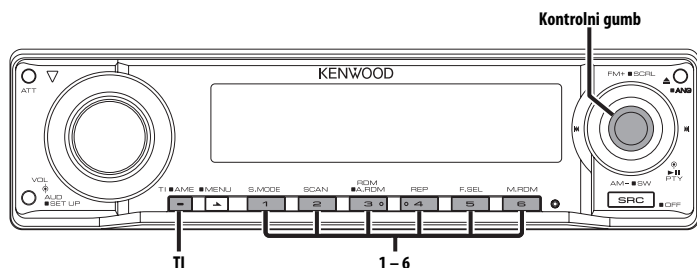 Kontrolni gumb
KENWOOD
ATT
FM+ ■SCRL
■ANG
VOL
AUD
■SET UP
TI ■AME ■MENU S.MODE SCAN RDM ■A.RDM REP F.SEL M.RDM
1 2 3 4 5 6
PTY
AM– ■SW
SRC ■OFF
TI 1 – 6